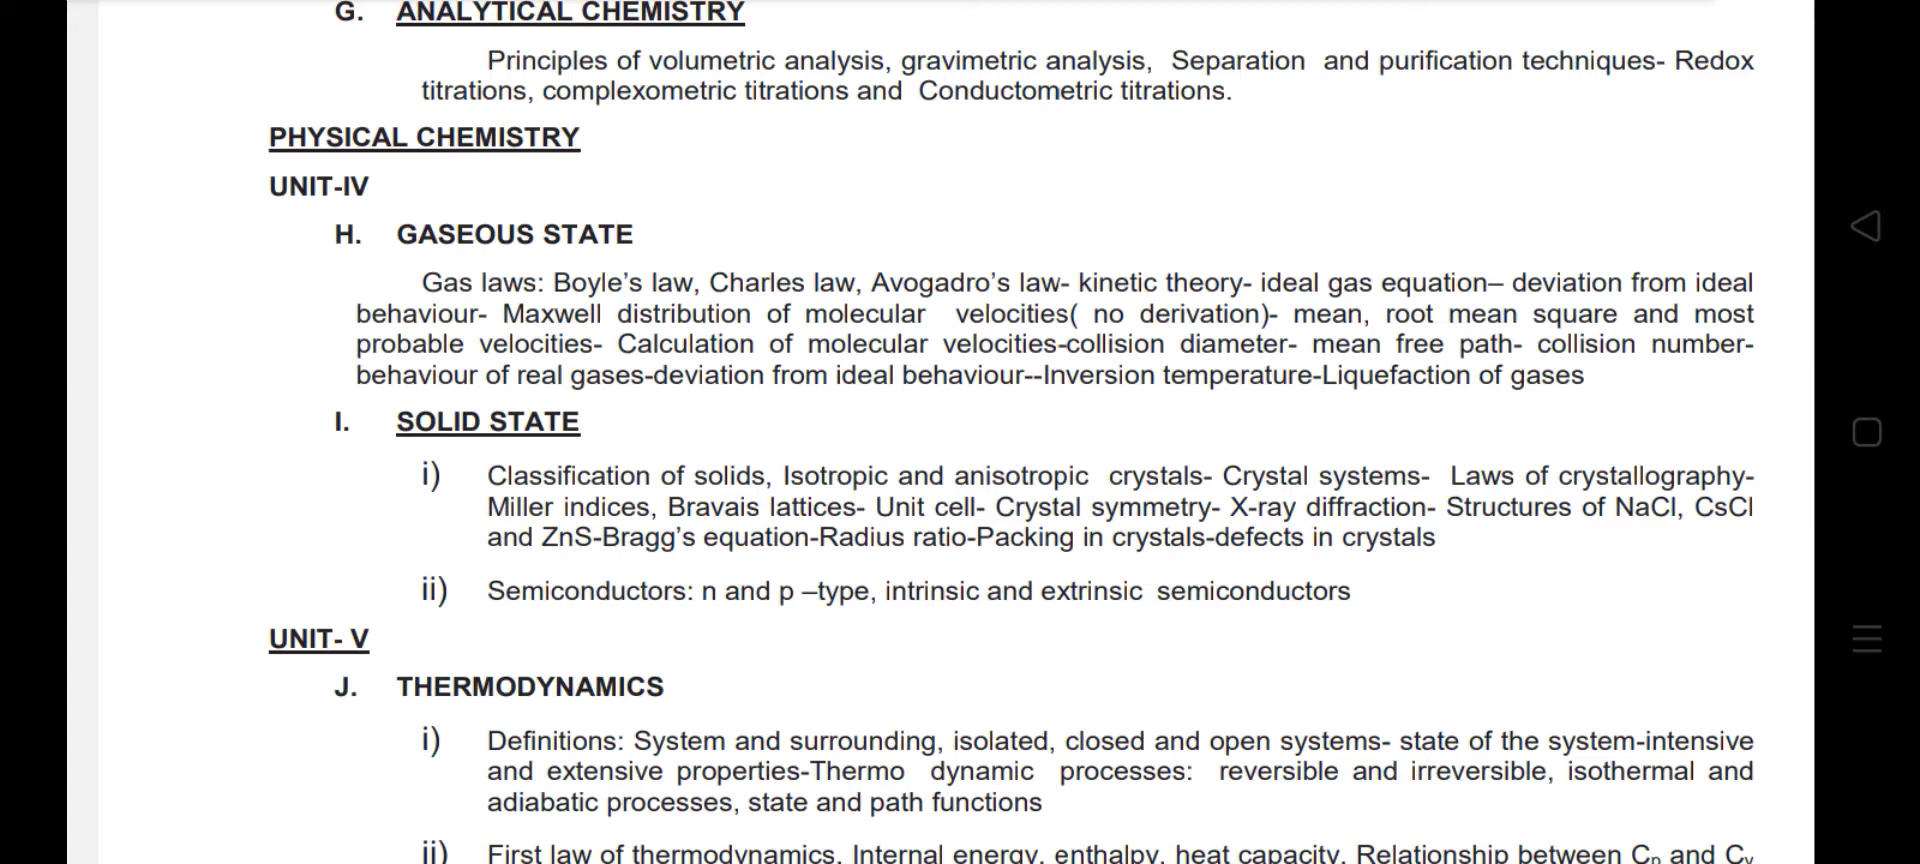 G. ANALYTICAL CHEMISTRY
Principles of volumetric analysis, gravimetric analysis, Separation and purification techniques- Redox
titrations, complexometric titrations and Conductometric titrations.
PHYSICAL CHEMISTRY
UNIT-IV
H. GASEOUS STATE
Gas laws: Boyle’s law, Charles law, Avogadro’s law- kinetic theory- ideal gas equation– deviation from ideal
behaviour- Maxwell distribution of molecular velocities( no derivation)- mean, root mean square and most
probable velocities- Calculation of molecular velocities-collision diameter- mean free path- collision number-
behaviour of real gases-deviation from ideal behaviour--Inversion temperature-Liquefaction of gases
I. SOLID STATE
i) Classification of solids, Isotropic and anisotropic crystals- Crystal systems- Laws of crystallography-
Miller indices, Bravais lattices- Unit cell- Crystal symmetry- X-ray diffraction- Structures of NaCl, CsCl
and ZnS-Bragg’s equation-Radius ratio-Packing in crystals-defects in crystals
ii) Semiconductors: n and p –type, intrinsic and extrinsic semiconductors
UNIT- V
J. THERMODYNAMICS
i) Definitions: System and surrounding, isolated, closed and open systems- state of the system-intensive
and extensive properties-Thermo dynamic processes: reversible and irreversible, isothermal and
adiabatic processes, state and path functions
ii) First law of thermodynamics, Internal energy, enthalpy, heat capacity, Relationship between Cp and Cv